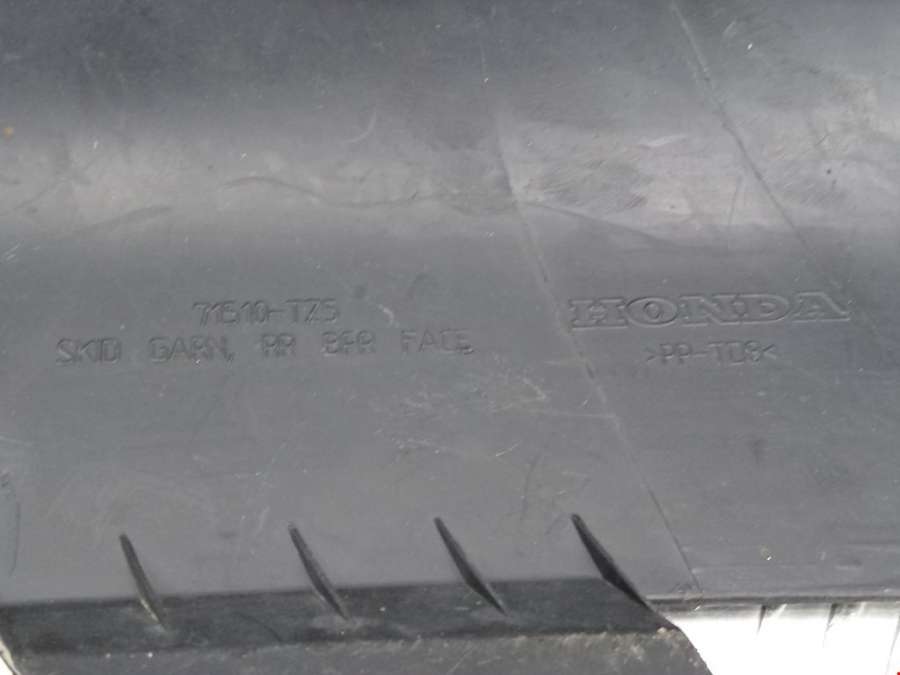 71510-TZ5
SKID GARN, RR BPR FACE
HONDA
>PP-TD8<